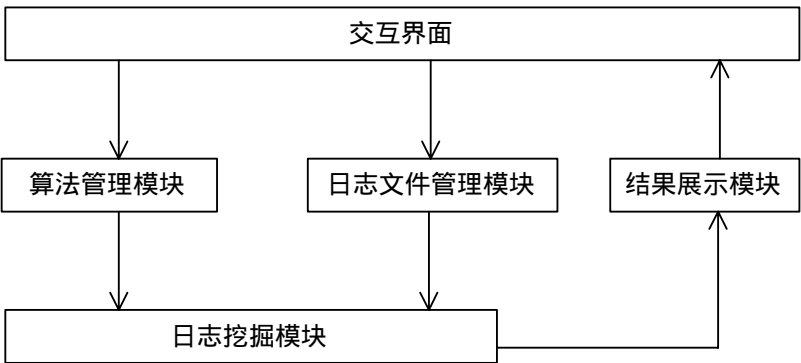 交互界面
算法管理模块
日志文件管理模块
结果展示模块
日志挖掘模块